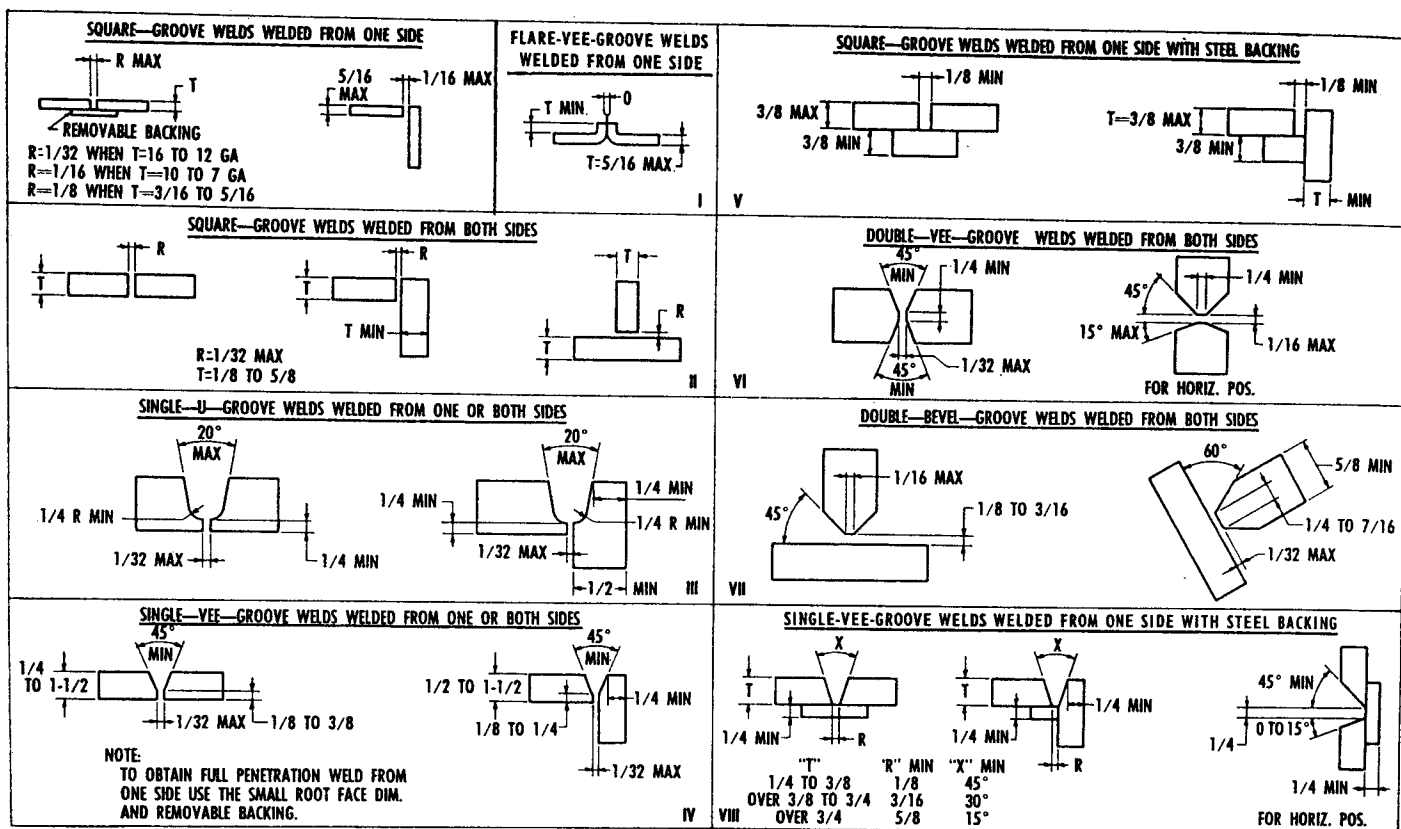 SQUARE—GROOVE WELDS WELDED FROM ONE SIDE
R MAX
T
REMOVABLE BACKING
5/16
MAX
1/16 MAX
R=1/32 WHEN T=16 TO 12 GA
R=1/16 WHEN T=10 TO 7 GA
R=1/8 WHEN T=3/16 TO 5/16
FLARE-VEE-GROOVE WELDS
WELDED FROM ONE SIDE
0
T MIN.
T=5/16 MAX.
I
SQUARE—GROOVE WELDS WELDED FROM ONE SIDE WITH STEEL BACKING
1/8 MIN
3/8 MAX
3/8 MIN
1/8 MIN
T=3/8 MAX
3/8 MIN
T MIN
V
SQUARE—GROOVE WELDS WELDED FROM BOTH SIDES
R
T
R
T
T MIN
T
R
T
R=1/32 MAX
T=1/8 TO 5/8
II
DOUBLE—VEE—GROOVE WELDS WELDED FROM BOTH SIDES
45°
MIN
1/4 MIN
1/32 MAX
45°
MIN
1/4 MIN
45°
15° MAX
1/16 MAX
FOR HORIZ. POS.
VI
SINGLE—U—GROOVE WELDS WELDED FROM ONE OR BOTH SIDES
20°
MAX
1/4 R MIN
1/32 MAX
1/4 MIN
20°
MAX
1/4 MIN
1/4 MIN
1/4 R MIN
1/32 MAX
1/2 MIN
III
DOUBLE—BEVEL—GROOVE WELDS WELDED FROM BOTH SIDES
1/16 MAX
45°
1/8 TO 3/16
60°
5/8 MIN
1/4 TO 7/16
1/32 MAX
VII
SINGLE—VEE—GROOVE WELDS WELDED FROM ONE OR BOTH SIDES
45°
MIN
1/4
TO 1-1/2
1/32 MAX
1/8 TO 3/8
45°
MIN
1/2 TO 1-1/2
1/4 MIN
1/8 TO 1/4
1/32 MAX
NOTE:
TO OBTAIN FULL PENETRATION WELD FROM
ONE SIDE USE THE SMALL ROOT FACE DIM.
AND REMOVABLE BACKING.
IV
SINGLE-VEE-GROOVE WELDS WELDED FROM ONE SIDE WITH STEEL BACKING
X
T
1/4 MIN
R
X
T
1/4 MIN
1/4 MIN
R
45° MIN
0 TO 15°
1/4
1/4 MIN
FOR HORIZ. POS.
"T" "R" MIN "X" MIN
1/4 TO 3/8 1/8 45°
OVER 3/8 TO 3/4 3/16 30°
OVER 3/4 5/8 15°
VIII